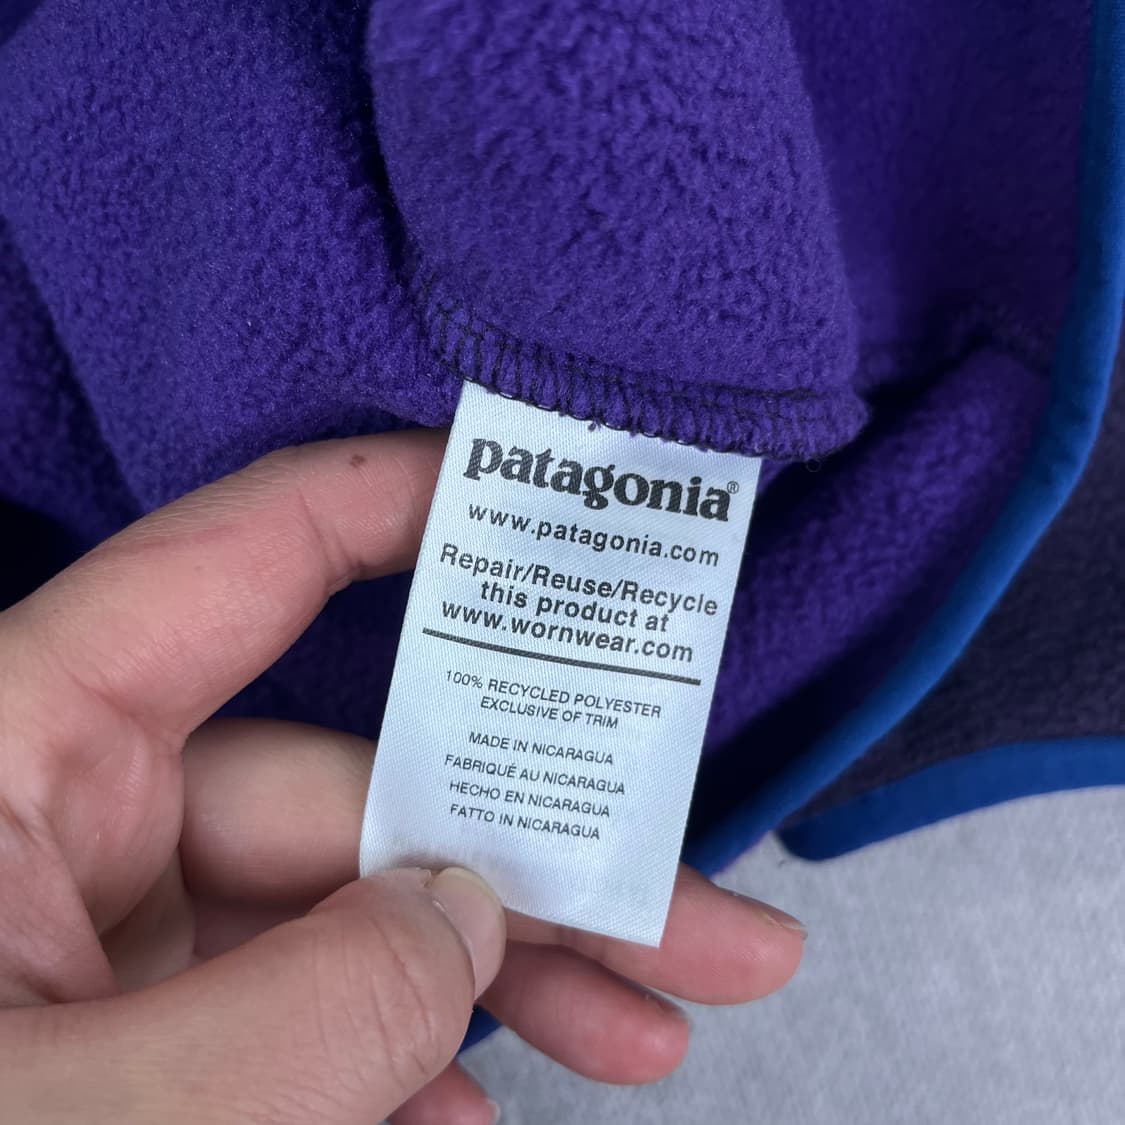 patagonia®
www.patagonia.com
Repair/Reuse/Recycle
this product at
www.wornwear.com
100% RECYCLED POLYESTER
EXCLUSIVE OF TRIM
MADE IN NICARAGUA
FABRIQUÉ AU NICARAGUA
HECHO EN NICARAGUA
FATTO IN NICARAGUA